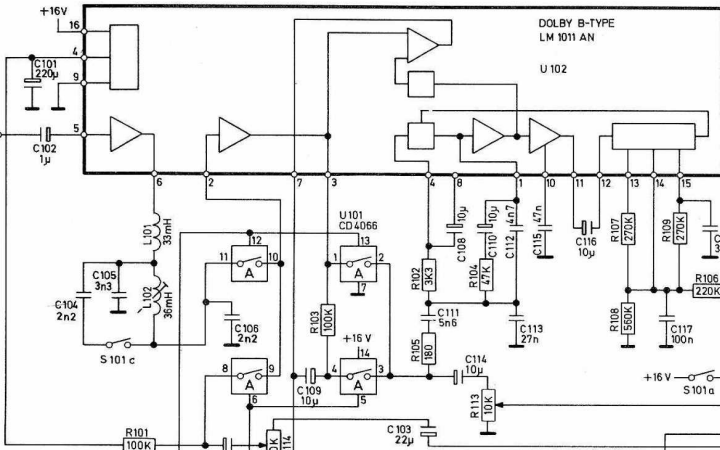 DOLBY B-TYPE
LM 1011 AN
U 102
+16V
16
4
9
5
C101
220µ
C102
1µ
6
2
7
3
4
8
1
10
11
12
13
14
15
L101
33mH
C105
3n3
C104
2n2
L102
36mH
S101c
12
11
10
A
C106
2n2
8
9
A
6
R101
100K
U101
CD4066
13
1
2
A
7
R103
100K
+16 V
14
4
3
A
5
C109
10µ
R102
3K3
10µ
C108
10µ
C110
R104
47K
4n7
C112
47n
C115
C111
5n6
R105
180
C113
27n
C114
10µ
R113
10K
C103
22µ
C116
10µ
R107
270K
R109
270K
R106
220K
R108
560K
C117
100n
+16V
S101a